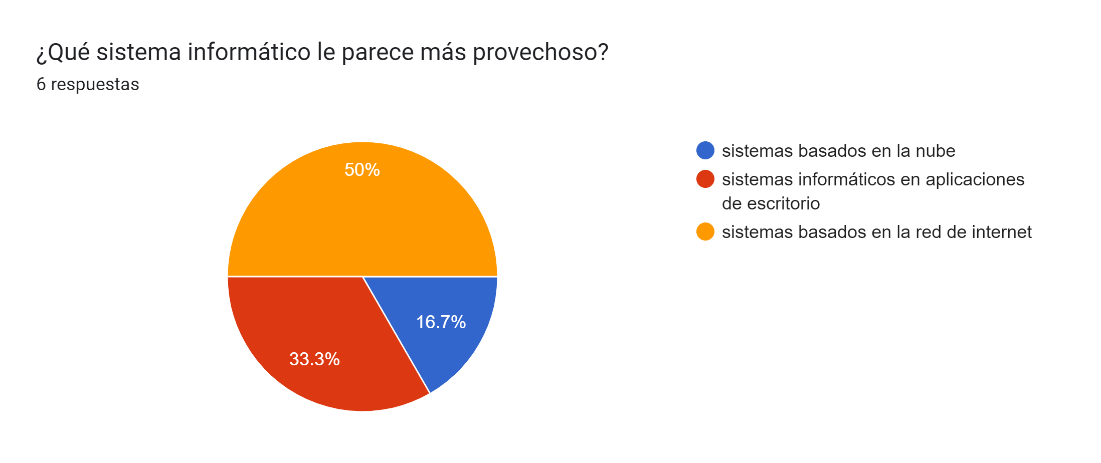 ¿Qué sistema informático le parece más provechoso?
6 respuestas
50%
16.7%
33.3%
sistemas basados en la nube
sistemas informáticos en aplicaciones
de escritorio
sistemas basados en la red de internet